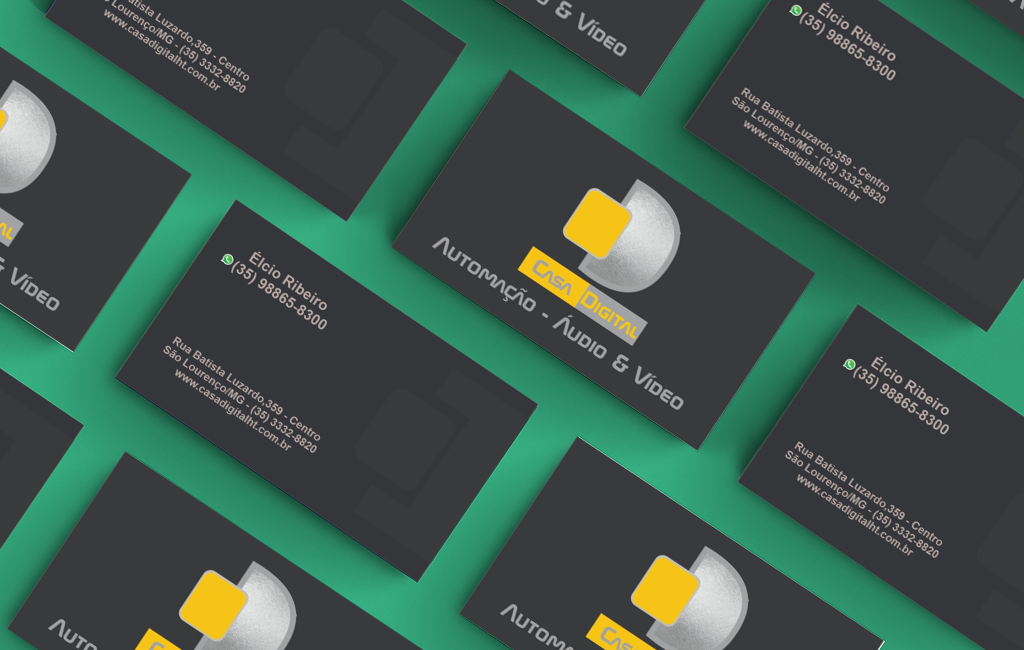 Batista Luzardo,359 - Centro
Lourenço/MG - (35) 3332-8820
www.casadigitalht.com.br
& Vídeo
Élcio Ribeiro
(35) 98865-8300
Rua Batista Luzardo,359 - Centro
São Lourenço/MG - (35) 3332-8820
www.casadigitalht.com.br
& Vídeo
Casa Digital
Automação - Áudio & Vídeo
Élcio Ribeiro
(35) 98865-8300
Rua Batista Luzardo,359 - Centro
São Lourenço/MG - (35) 3332-8820
www.casadigitalht.com.br
Élcio Ribeiro
(35) 98865-8300
Rua Batista Luzardo,359 - Centro
São Lourenço/MG - (35) 3332-8820
www.casadigitalht.com.br